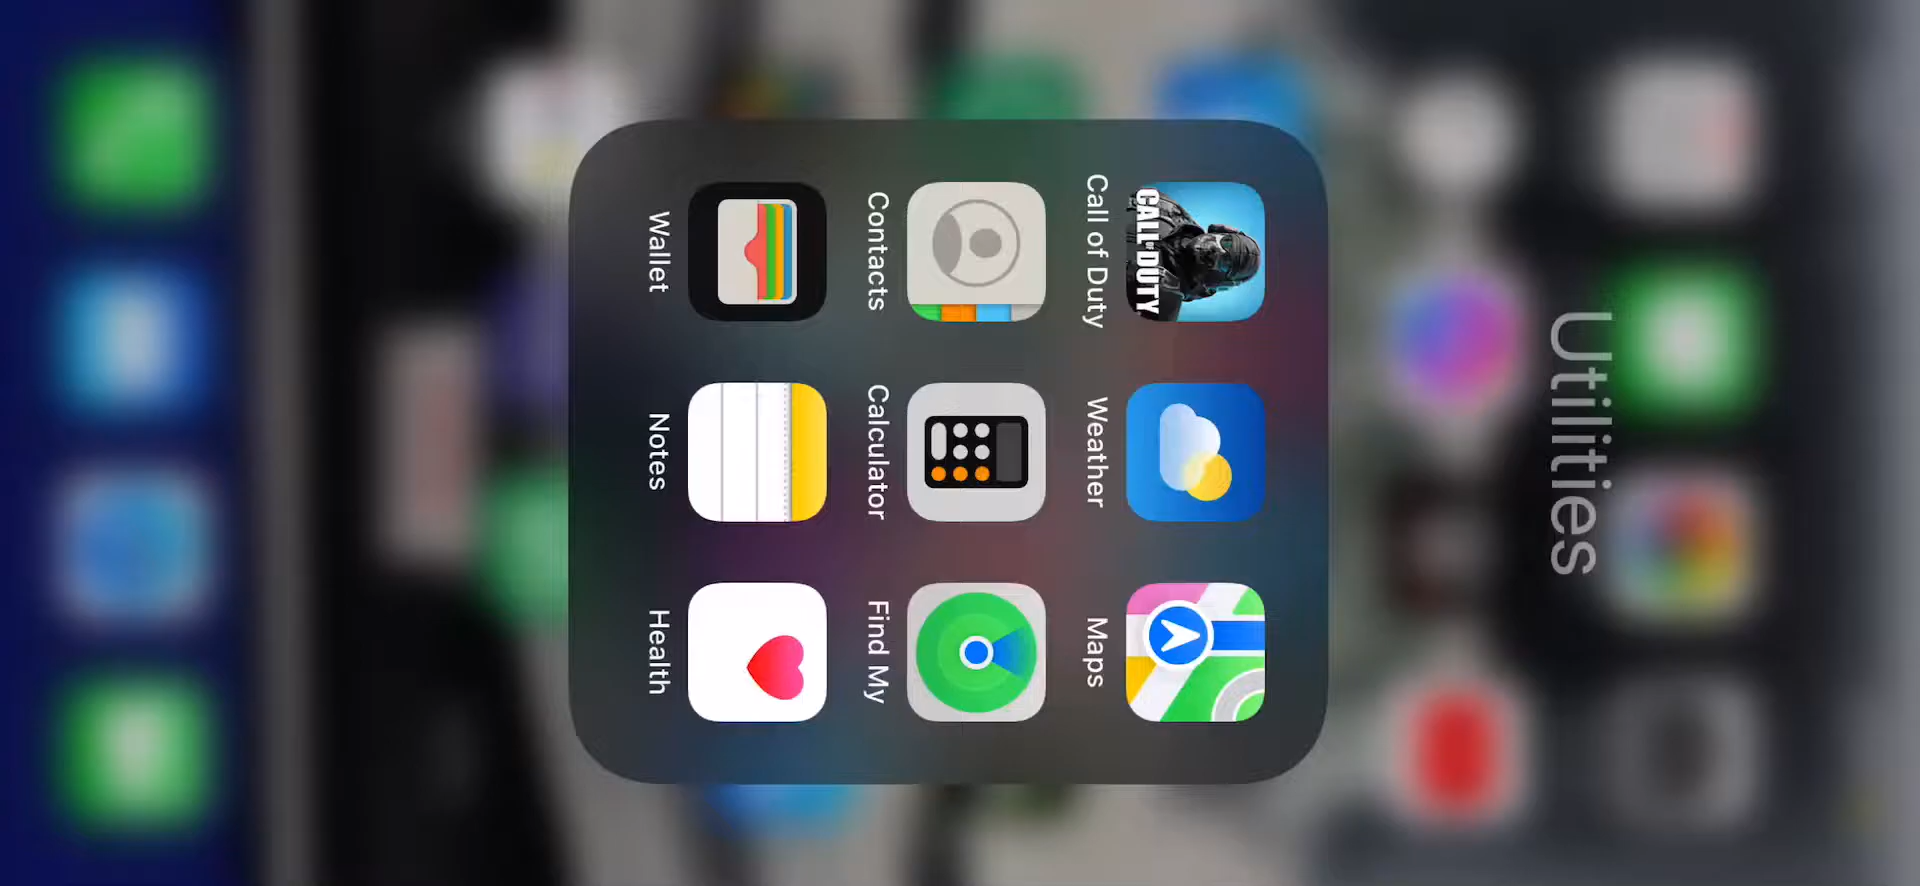 Utilities
CALL OF DUTY
Call of Duty Weather Maps
Contacts Calculator Find My
Wallet Notes Health